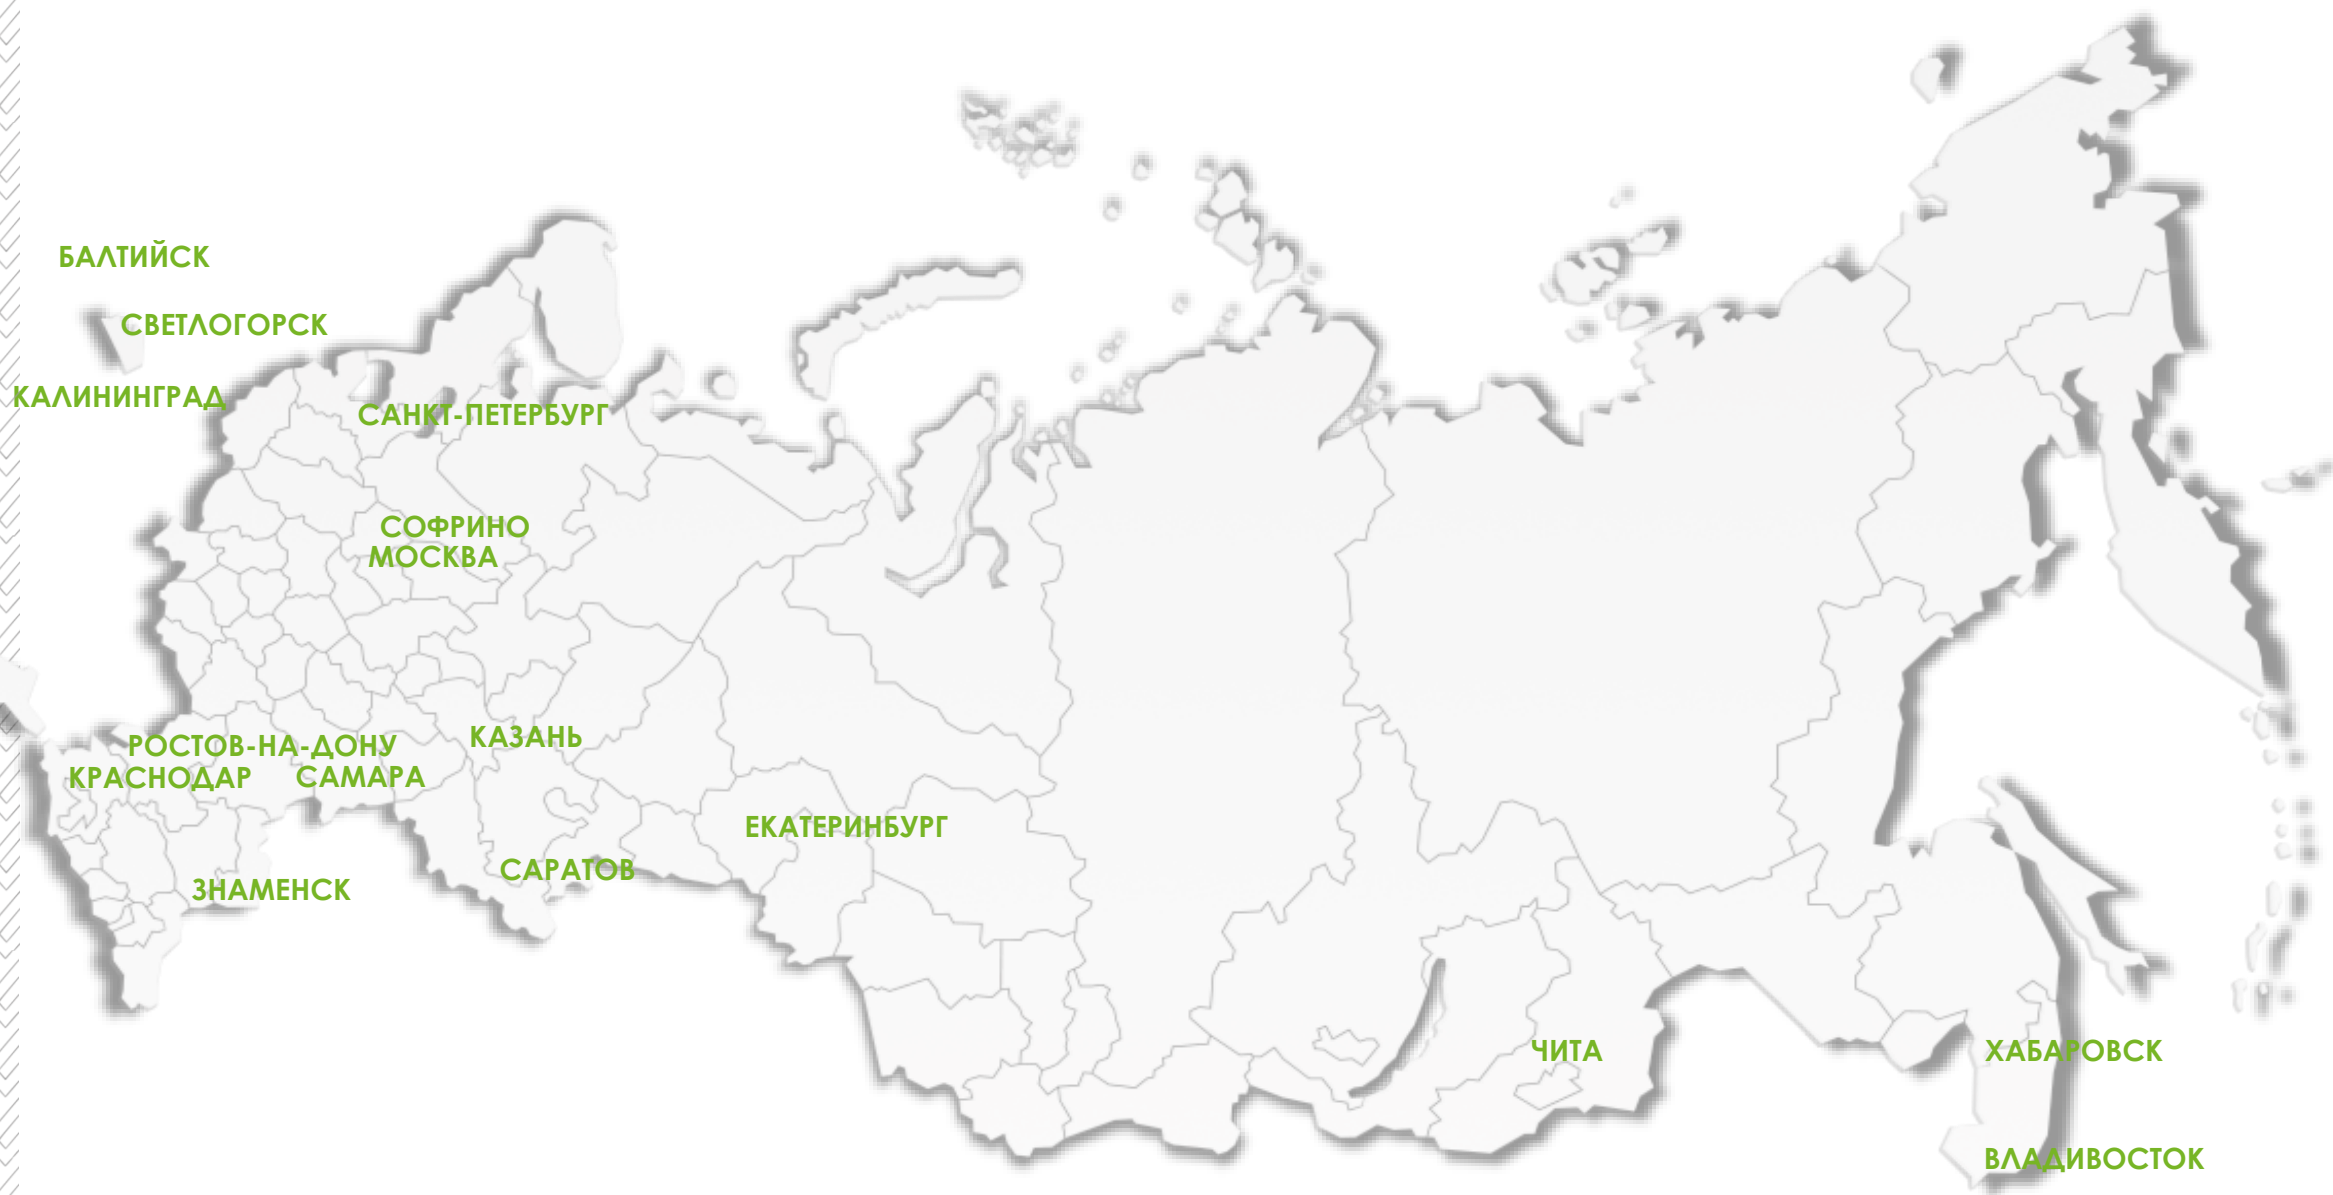 БАЛТИЙСК
СВЕТЛОГОРСК
КАЛИНИНГРАД
САНКТ-ПЕТЕРБУРГ
СОФРИНО
МОСКВА
КАЗАНЬ
РОСТОВ-НА-ДОНУ
КРАСНОДАР
САМАРА
ЕКАТЕРИНБУРГ
САРАТОВ
ЗНАМЕНСК
ЧИТА
ХАБАРОВСК
ВЛАДИВОСТОК